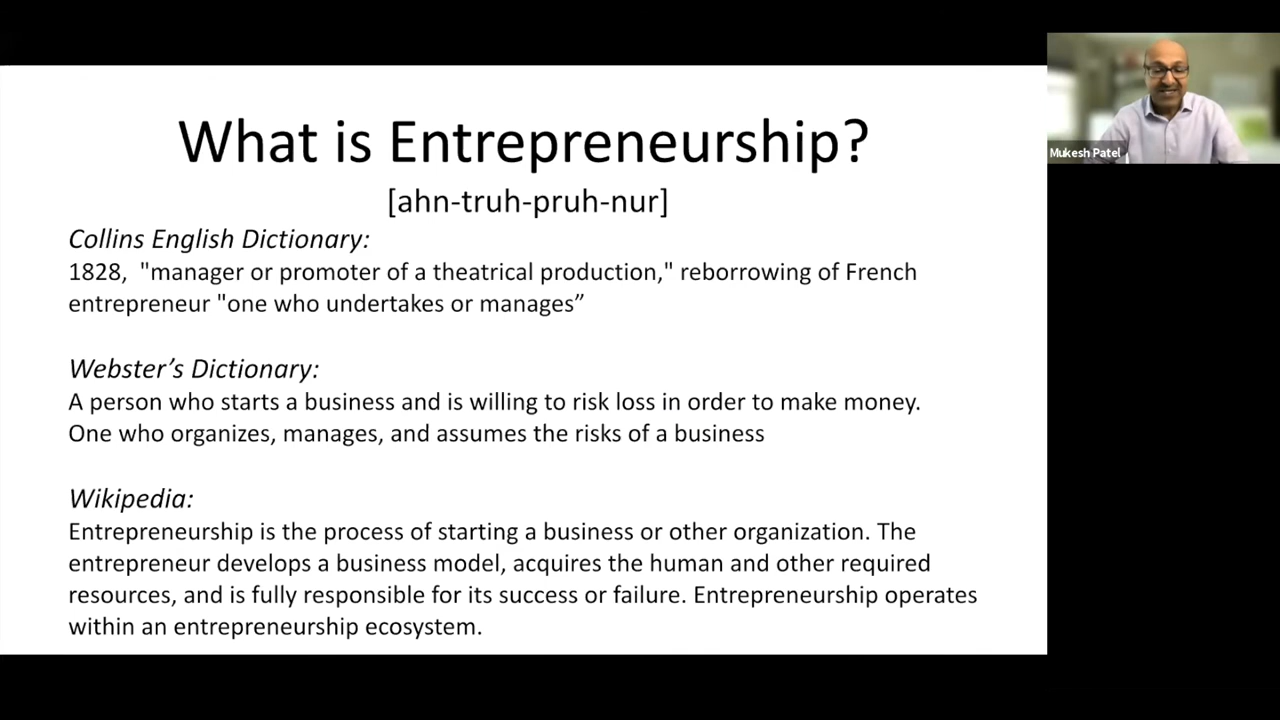 What is Entrepreneurship?
[ahn-truh-pruh-nur]
Collins English Dictionary:
1828,  "manager or promoter of a theatrical production," reborrowing of French
entrepreneur "one who undertakes or manages”
Webster’s Dictionary:
A person who starts a business and is willing to risk loss in order to make money.
One who organizes, manages, and assumes the risks of a business
Wikipedia:
Entrepreneurship is the process of starting a business or other organization. The
entrepreneur develops a business model, acquires the human and other required
resources, and is fully responsible for its success or failure. Entrepreneurship operates
within an entrepreneurship ecosystem.
Mukesh Patel